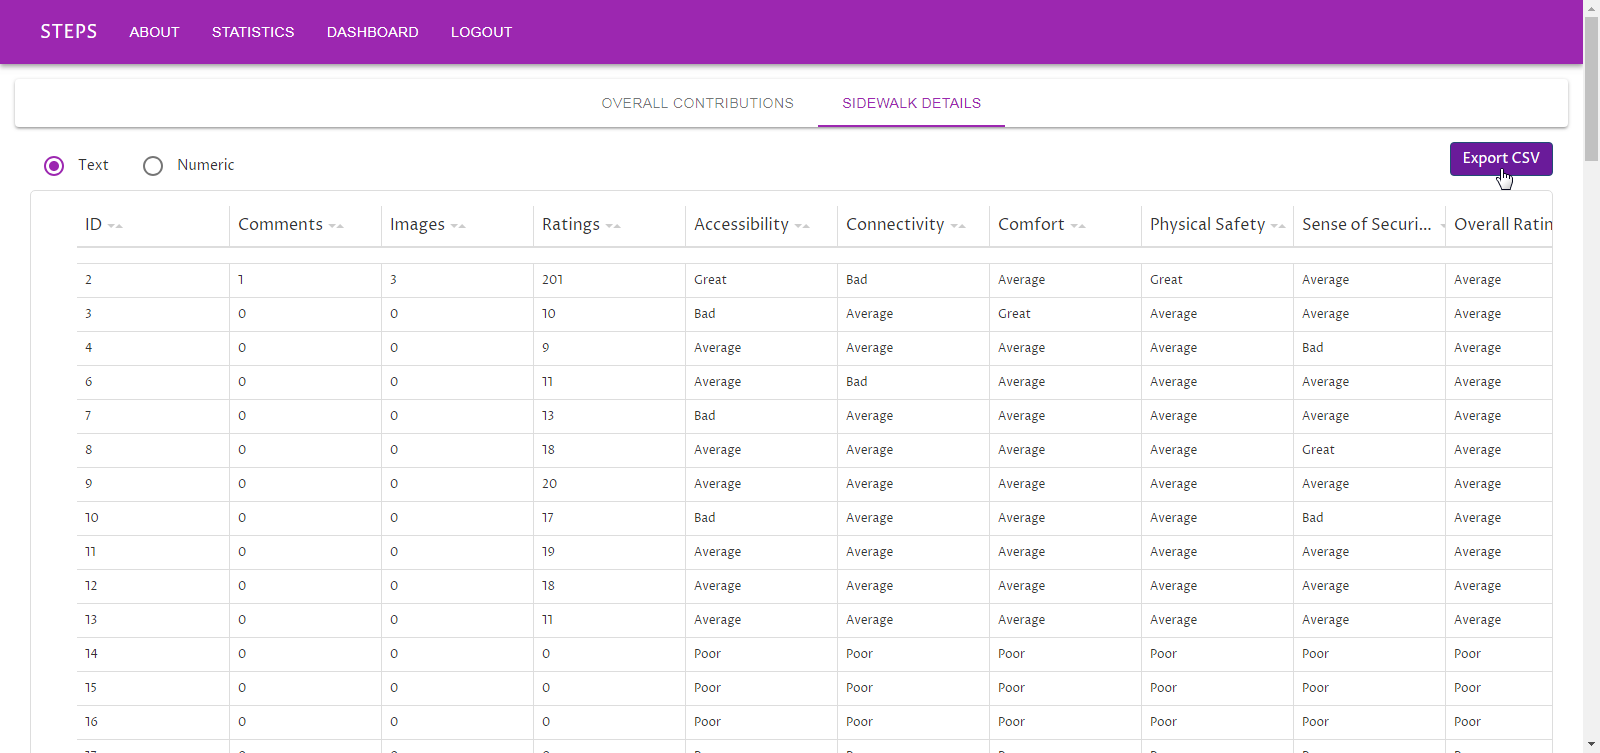 STEPS ABOUT STATISTICS DASHBOARD LOGOUT
OVERALL CONTRIBUTIONS SIDEWALK DETAILS
Text Numeric Export CSV
ID Comments Images Ratings Accessibility Connectivity Comfort Physical Safety Sense of Securi... Overall Ratin
2 1 3 201 Great Bad Average Great Average Average
3 0 0 10 Bad Average Great Average Average Average
4 0 0 9 Average Average Average Average Bad Average
6 0 0 11 Average Bad Average Average Average Average
7 0 0 13 Bad Average Average Average Average Average
8 0 0 18 Average Average Average Average Great Average
9 0 0 20 Average Average Average Average Average Average
10 0 0 17 Bad Average Average Average Bad Average
11 0 0 19 Average Average Average Average Average Average
12 0 0 18 Average Average Average Average Average Average
13 0 0 11 Average Average Average Average Average Average
14 0 0 0 Poor Poor Poor Poor Poor Poor
15 0 0 0 Poor Poor Poor Poor Poor Poor
16 0 0 0 Poor Poor Poor Poor Poor Poor